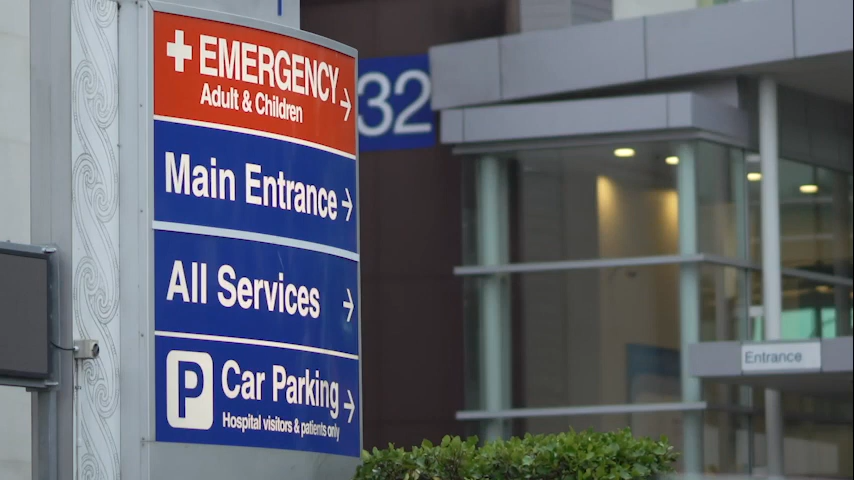 EMERGENCY
Adult & Children
32
Main Entrance
All Services
P
Car Parking
Hospital visitors & patients only
Entrance